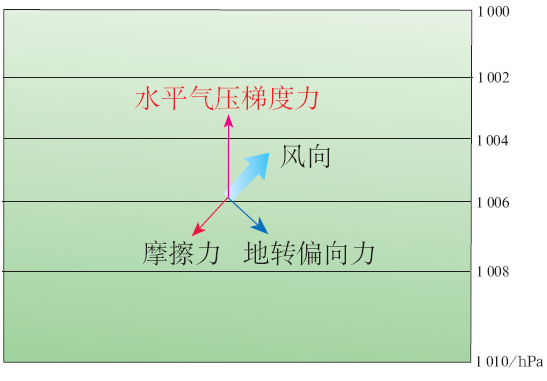 1 000
1 002
水平气压梯度力
1 004
风向
1 006
摩擦力 地转偏向力
1 008
1 010/hPa